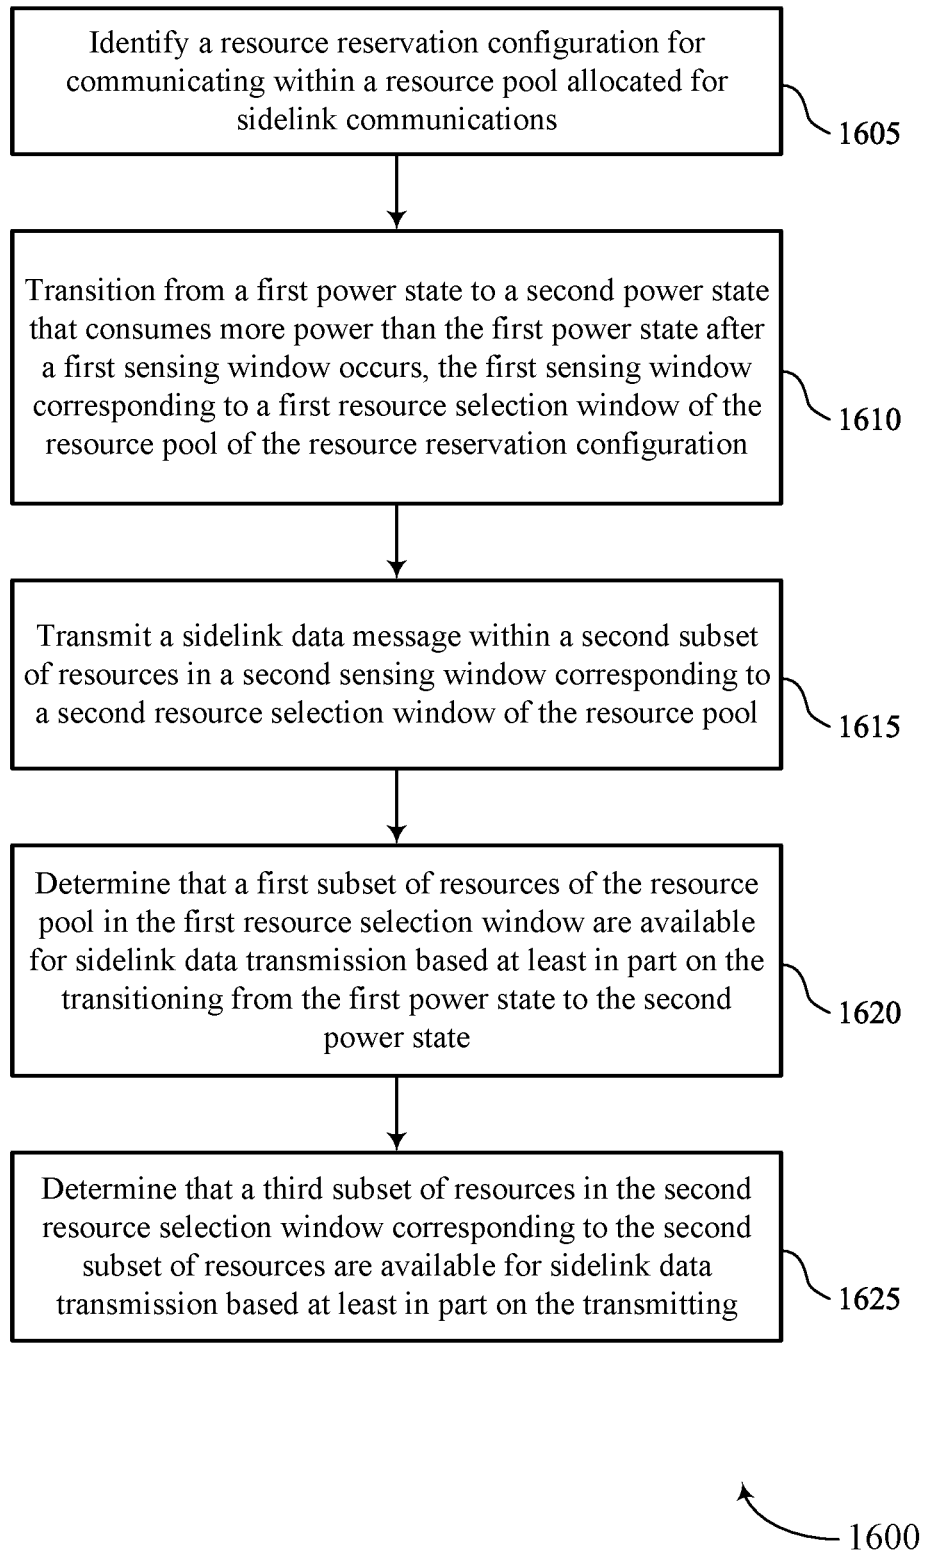 Identify a resource reservation configuration for
communicating within a resource pool allocated for
sidelink communications
1605
Transition from a first power state to a second power state
that consumes more power than the first power state after
a first sensing window occurs, the first sensing window
corresponding to a first resource selection window of the
resource pool of the resource reservation configuration
1610
Transmit a sidelink data message within a second subset
of resources in a second sensing window corresponding to
a second resource selection window of the resource pool
1615
Determine that a first subset of resources of the resource
pool in the first resource selection window are available
for sidelink data transmission based at least in part on the
transitioning from the first power state to the second
power state
1620
Determine that a third subset of resources in the second
resource selection window corresponding to the second
subset of resources are available for sidelink data
transmission based at least in part on the transmitting
1625
1600